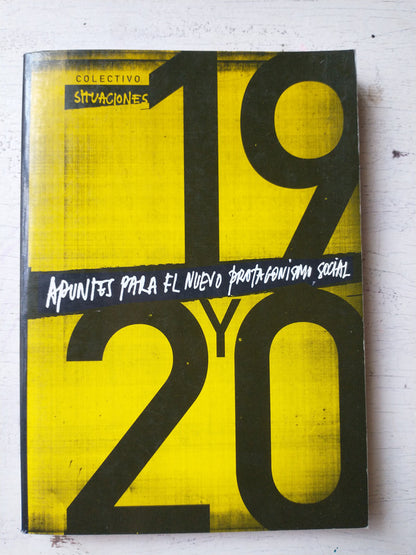 COLECTIVO
SITUACIONES
19
APUNTES PARA EL NUEVO PROTAGONISMO SOCIAL
Y
20